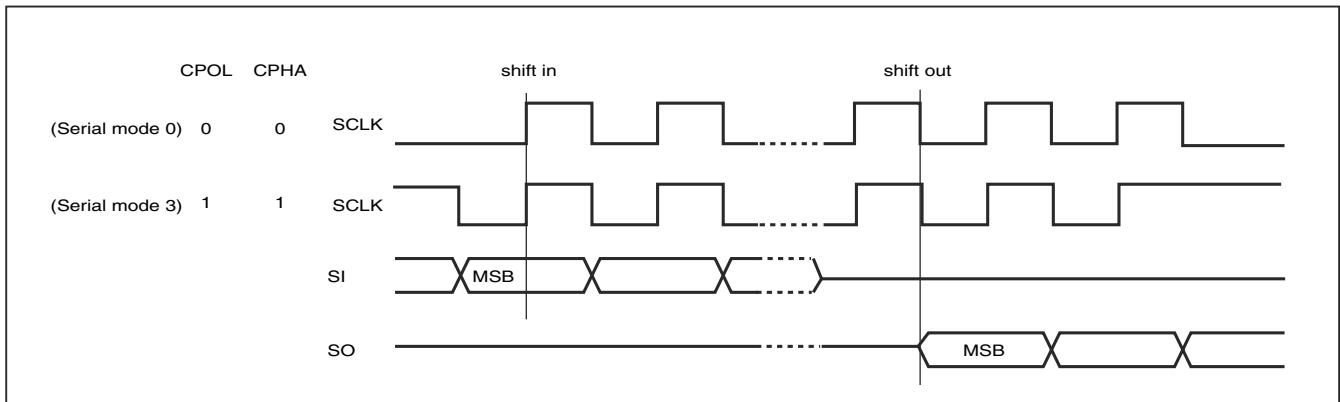 CPOL CPHA shift in shift out
(Serial mode 0) 0 0 SCLK
(Serial mode 3) 1 1 SCLK
SI MSB
SO MSB